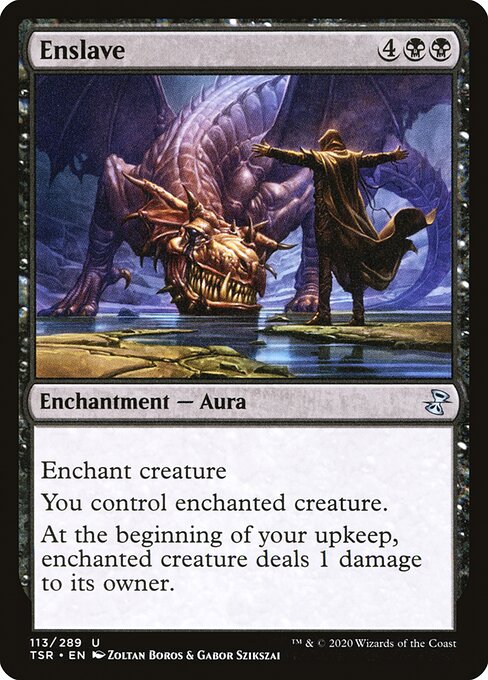 Enslave 4
Enchantment — Aura
Enchant creature
You control enchanted creature.
At the beginning of your upkeep,
enchanted creature deals 1 damage
to its owner.
113/289 U
™ & © 2020 Wizards of the Coast
TSR • EN Zoltan Boros & Gabor Szikszai